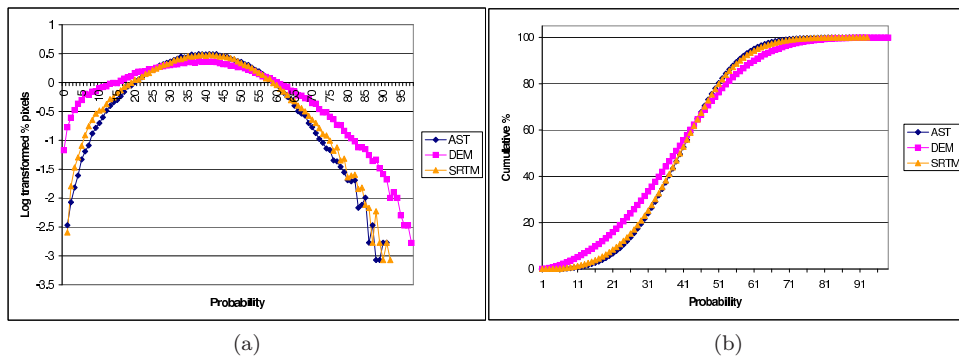 1
0.5
0
-0.5
-1
-1.5
-2
-2.5
-3
-3.5
Log transformed % pixels
0 5 10 15 20 25 30 35 40 45 50 55 60 65 70 75 80 85 90 95
Probability
AST
DEM
SRTM
(a)
100
80
60
40
20
0
Cumulative %
1 11 21 31 41 51 61 71 81 91
Probability
AST
DEM
SRTM
(b)